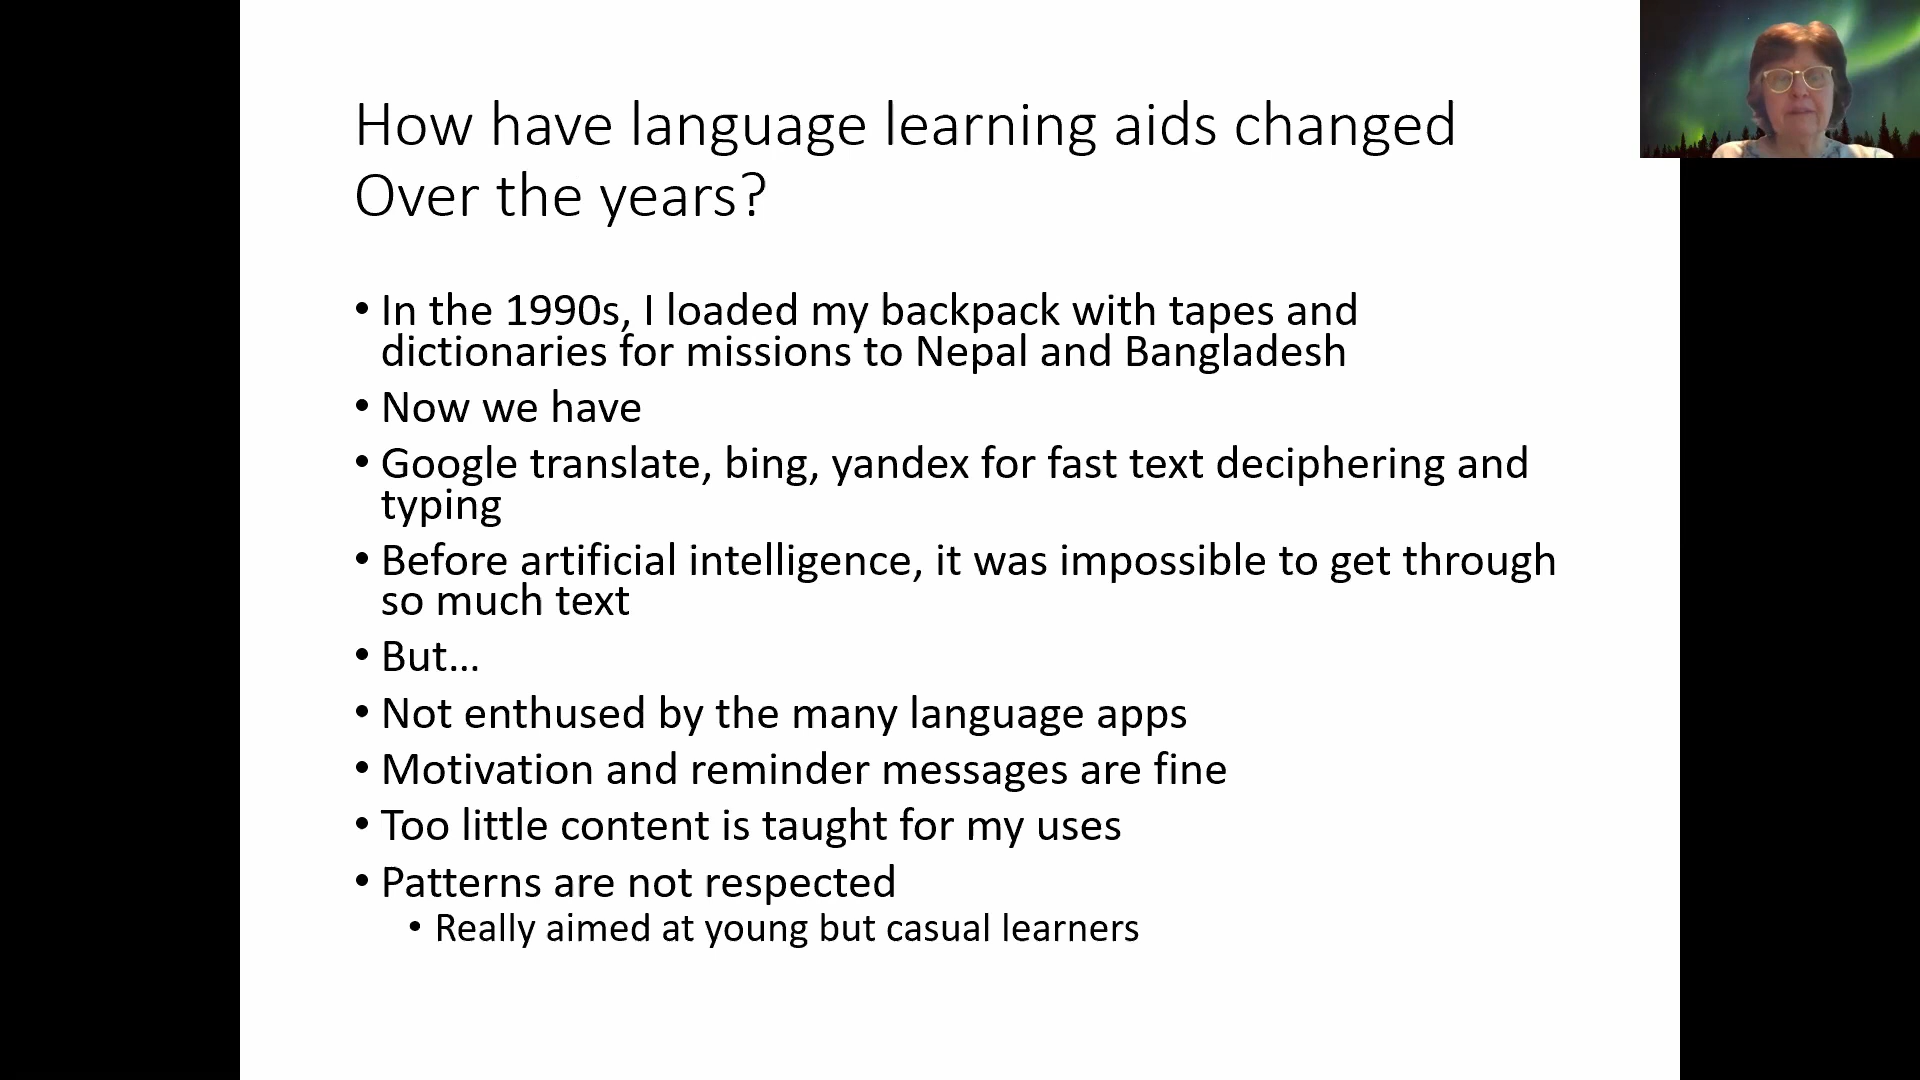 How have language learning aids changed
Over the years?
• In the 1990s, I loaded my backpack with tapes and
dictionaries for missions to Nepal and Bangladesh
• Now we have
• Google translate, bing, yandex for fast text deciphering and
typing
• Before artificial intelligence, it was impossible to get through
so much text
• But...
• Not enthused by the many language apps
• Motivation and reminder messages are fine
• Too little content is taught for my uses
• Patterns are not respected
• Really aimed at young but casual learners